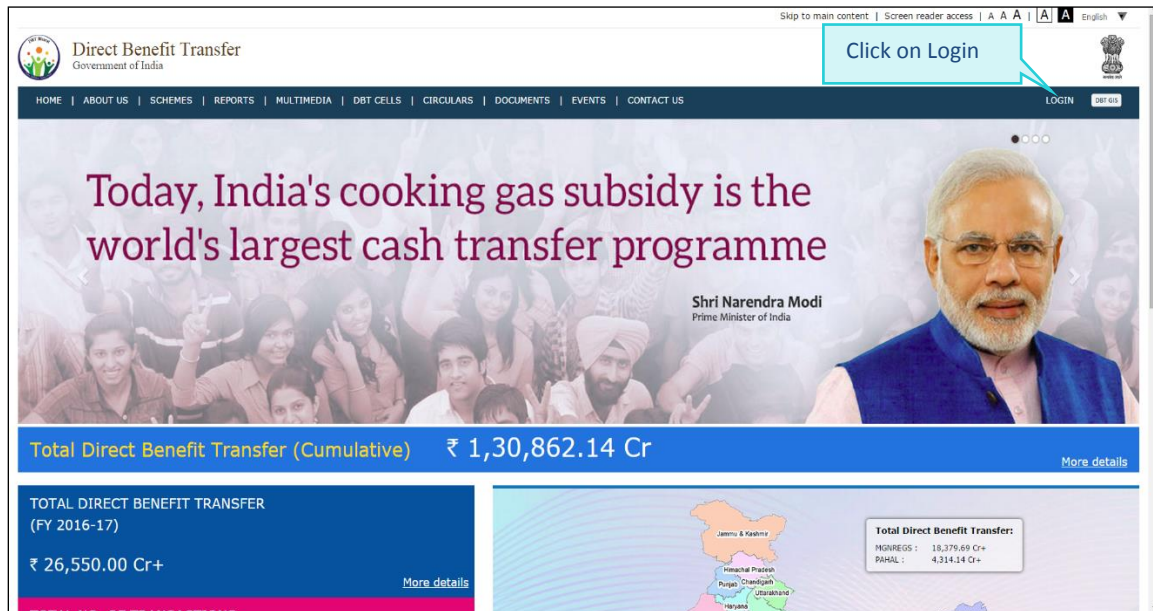 Skip to main content | Screen reader access | A A A | A A English
Direct Benefit Transfer
Government of India
Click on Login
HOME | ABOUT US | SCHEMES | REPORTS | MULTIMEDIA | DBT CELLS | CIRCULARS | DOCUMENTS | EVENTS | CONTACT US
LOGIN DBT GIS
Today, India's cooking gas subsidy is the
world's largest cash transfer programme
Shri Narendra Modi
Prime Minister of India
Total Direct Benefit Transfer (Cumulative) ₹ 1,30,862.14 Cr
More details
TOTAL DIRECT BENEFIT TRANSFER
(FY 2016-17)
₹ 26,550.00 Cr+
More details
Jammu & Kashmir
Himachal Pradesh
Punjab Chandigarh
Uttarakhand
Haryana
Total Direct Benefit Transfer:
MGNREGS : 18,379.69 Cr+
PAHAL : 4,314.14 Cr+